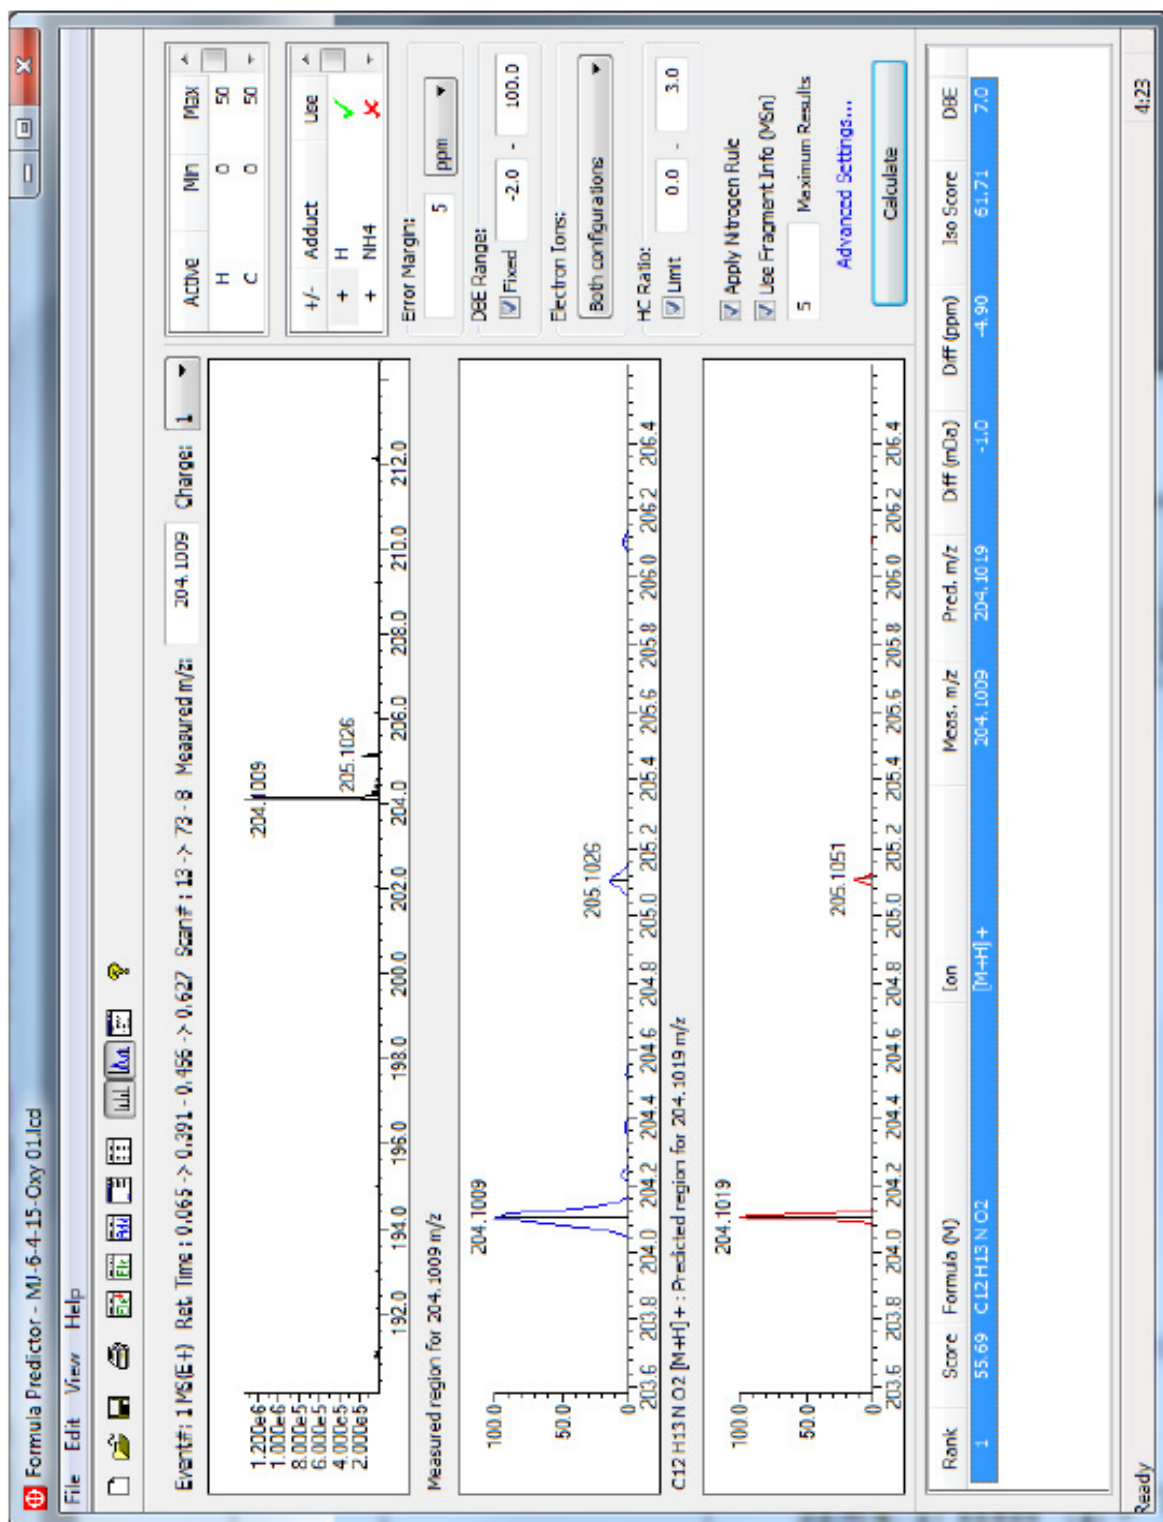 Formula Predictor - MJ-6-4-15-Oxy 01.lcd
File Edit View Help
Event#: 1 MS(E+) Ret. Time : 0.065 -> 0.391 - 0.456 -> 0.627 Scan# : 13 -> 73 - 8 Measured m/z: 204.1009 Charge: 1
1.200e6
1.000e6
8.000e5
6.000e5
4.000e5
2.000e5
204.1009
205.1026
192.0 194.0 196.0 198.0 200.0 202.0 204.0 206.0 208.0 210.0 212.0
Measured region for 204.1009 m/z
100.0
50.0
0
204.1009
205.1026
203.6 203.8 204.0 204.2 204.4 204.6 204.8 205.0 205.2 205.4 205.6 205.8 206.0 206.2 206.4
C12 H13 N O2 [M+H]+ : Predicted region for 204.1019 m/z
100.0
50.0
0
204.1019
205.1051
203.6 203.8 204.0 204.2 204.4 204.6 204.8 205.0 205.2 205.4 205.6 205.8 206.0 206.2 206.4
Active Min Max
H 0 50
C 0 50
+/- Adduct Use
+ H
+ NH4
Error Margin:
5 ppm
DBE Range:
Fixed -2.0 - 100.0
Electron Ions:
Both configurations
HC Ratio:
Limit 0.0 - 3.0
Apply Nitrogen Rule
Use Fragment Info (MSn)
5 Maximum Results
Advanced Settings...
Calculate
Rank Score Formula (M) Ion Meas. m/z Pred. m/z Diff (mDa) Diff (ppm) Iso Score DBE
1 55.69 C12 H13 N O2 [M+H]+ 204.1009 204.1019 -1.0 -4.90 61.71 7.0
Ready 4:23